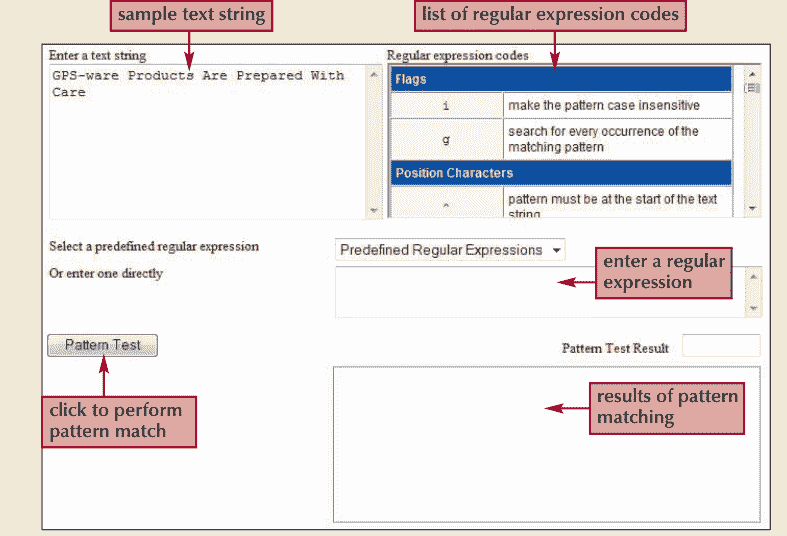 sample text string
list of regular expression codes
Enter a text string
Regular expression codes
GPS-ware Products Are Prepared With
Care
Flags
i
make the pattern case insensitive
g
search for every occurrence of the
matching pattern
Position Characters
^
pattern must be at the start of the text
string
Select a predefined regular expression
Predefined Regular Expressions
Or enter one directly
enter a regular
expression
Pattern Test
Pattern Test Result
click to perform
pattern match
results of pattern
matching